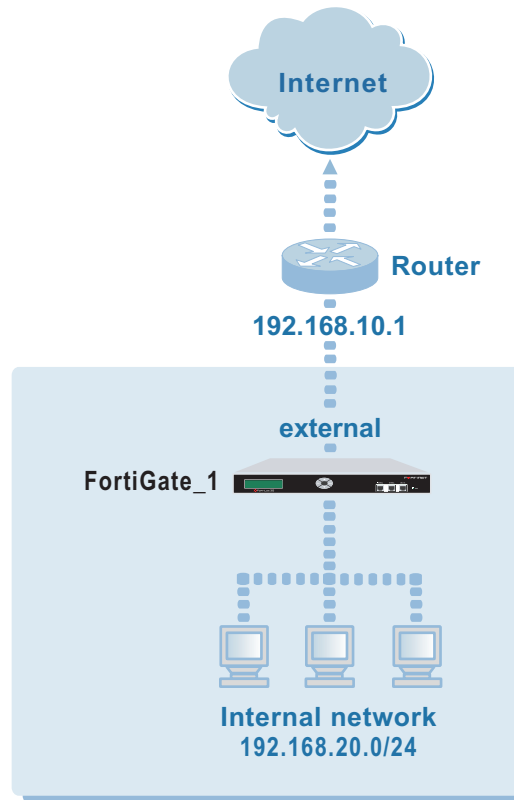 Internet
Router
192.168.10.1
external
FortiGate_1
Internal network
192.168.20.0/24